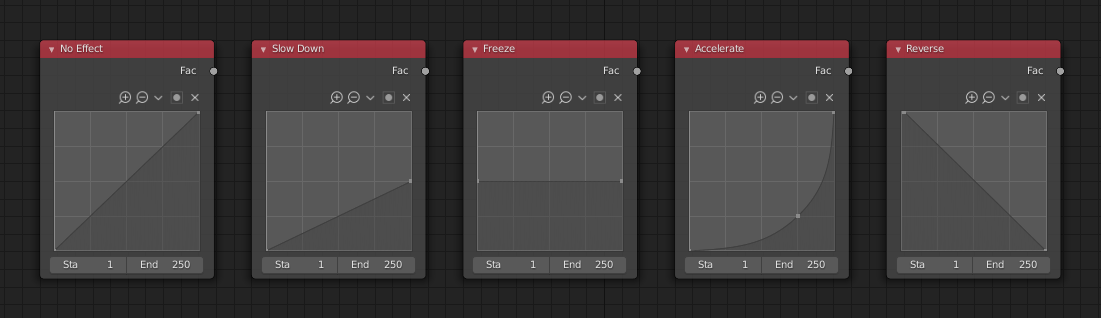 No Effect
Fac
Sta 1 End 250
Slow Down
Fac
Sta 1 End 250
Freeze
Fac
Sta 1 End 250
Accelerate
Fac
Sta 1 End 250
Reverse
Fac
Sta 1 End 250